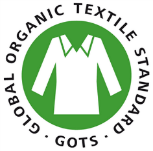 GLOBAL ORGANIC TEXTILE STANDARD
· GOTS ·